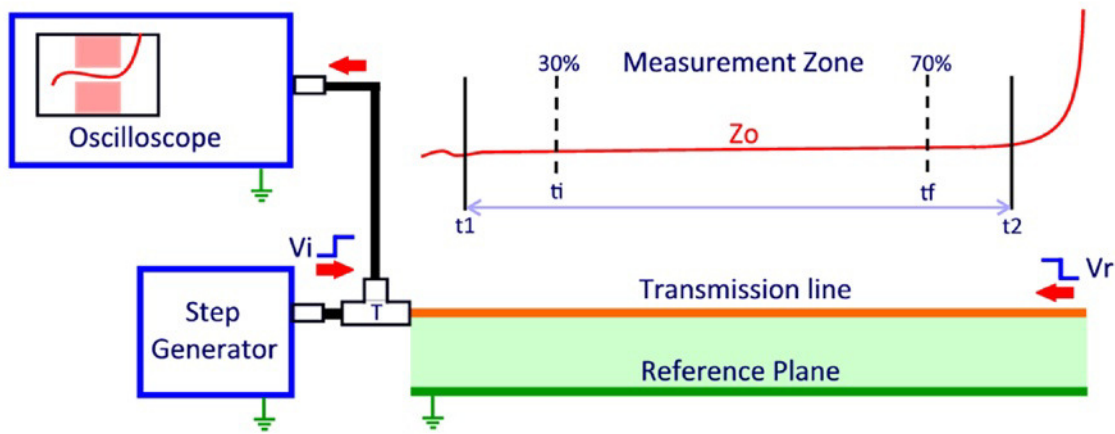 Oscilloscope
30%
Measurement Zone
70%
Zo
ti
tf
t1
t2
Vi
Step
Generator
T
Transmission line
Vr
Reference Plane